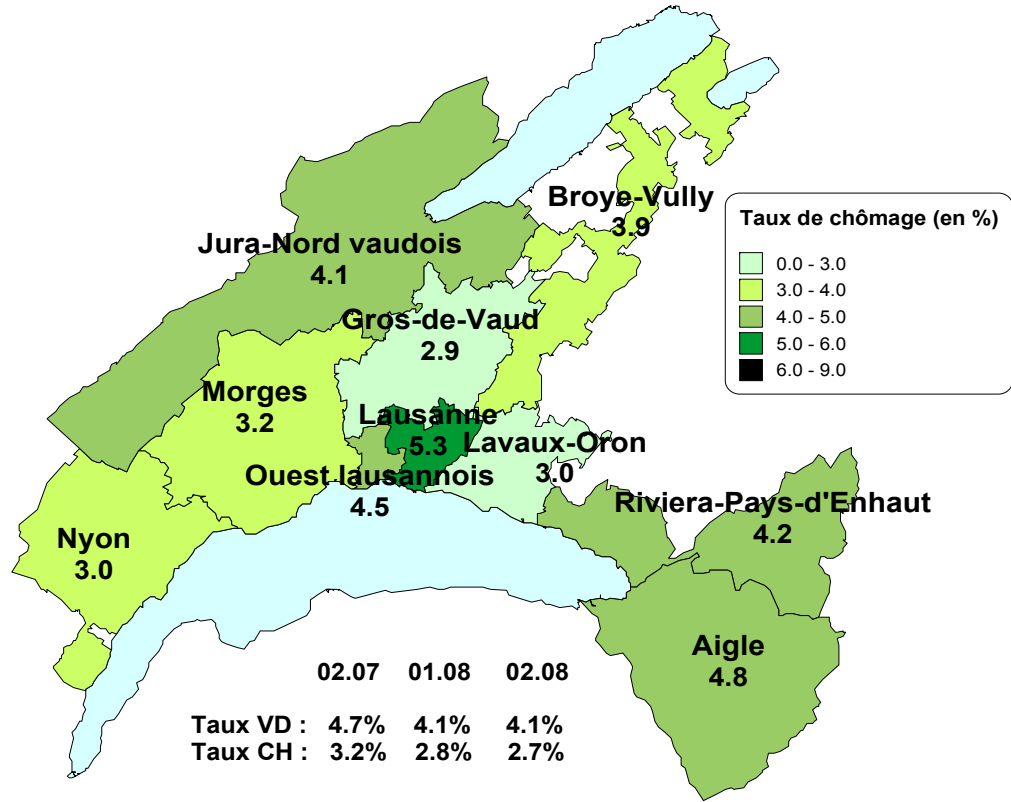 Broye-Vully
3.9
Jura-Nord vaudois
4.1
Gros-de-Vaud
2.9
Morges
3.2
Lausanne
5.3
Lavaux-Oron
3.0
Ouest lausannois
4.5
Riviera-Pays-d'Enhaut
4.2
Nyon
3.0
Aigle
4.8
Taux de chômage (en %)
0.0 - 3.0
3.0 - 4.0
4.0 - 5.0
5.0 - 6.0
6.0 - 9.0
02.07 01.08 02.08
Taux VD : 4.7% 4.1% 4.1%
Taux CH : 3.2% 2.8% 2.7%